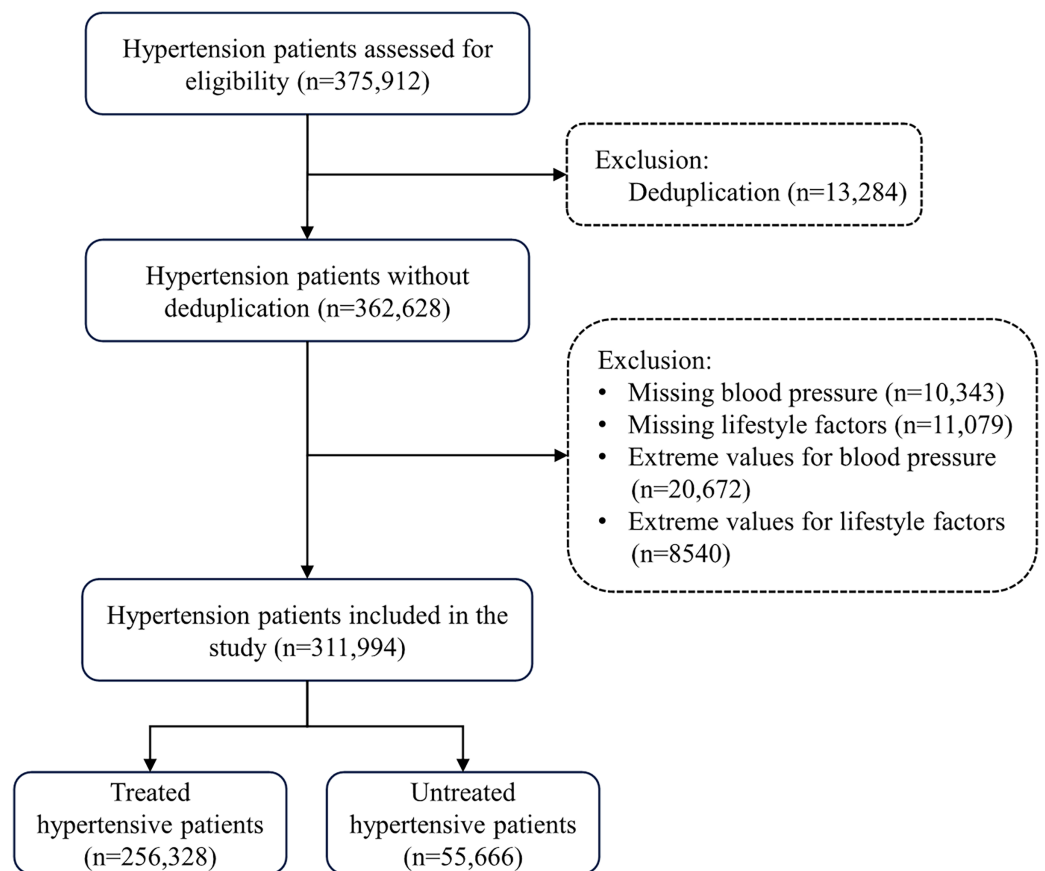 Hypertension patients assessed for
eligibility (n=375,912)
Exclusion:
Deduplication (n=13,284)
Hypertension patients without
deduplication (n=362,628)
Exclusion:
• Missing blood pressure (n=10,343)
• Missing lifestyle factors (n=11,079)
• Extreme values for blood pressure
(n=20,672)
• Extreme values for lifestyle factors
(n=8540)
Hypertension patients included in the
study (n=311,994)
Treated
hypertensive patients
(n=256,328)
Untreated
hypertensive patients
(n=55,666)